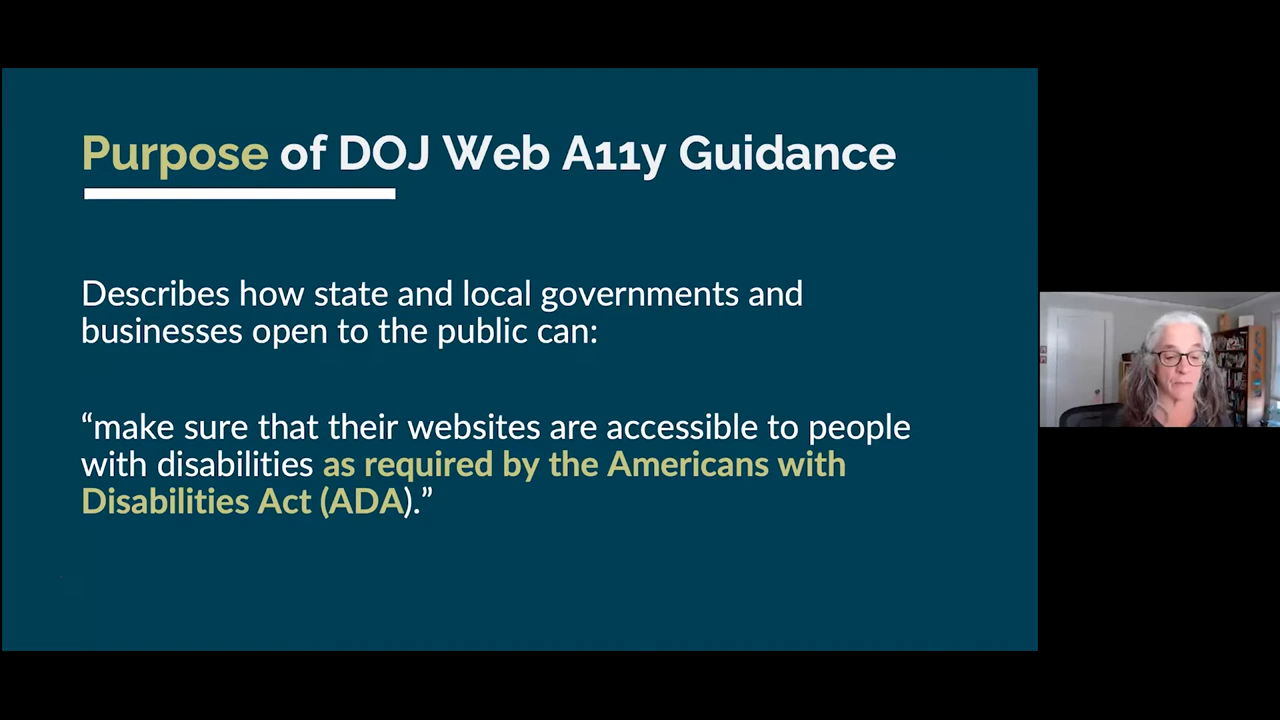 Purpose of DOJ Web A11y Guidance
Describes how state and local governments and
businesses open to the public can:
“make sure that their websites are accessible to people
with disabilities as required by the Americans with
Disabilities Act (ADA).”